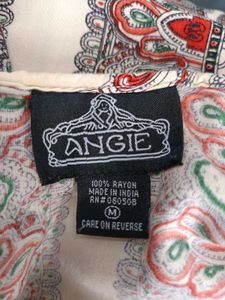 ANGIE
100% RAYON
MADE IN INDIA
RN# 060508
M
CARE ON REVERSE